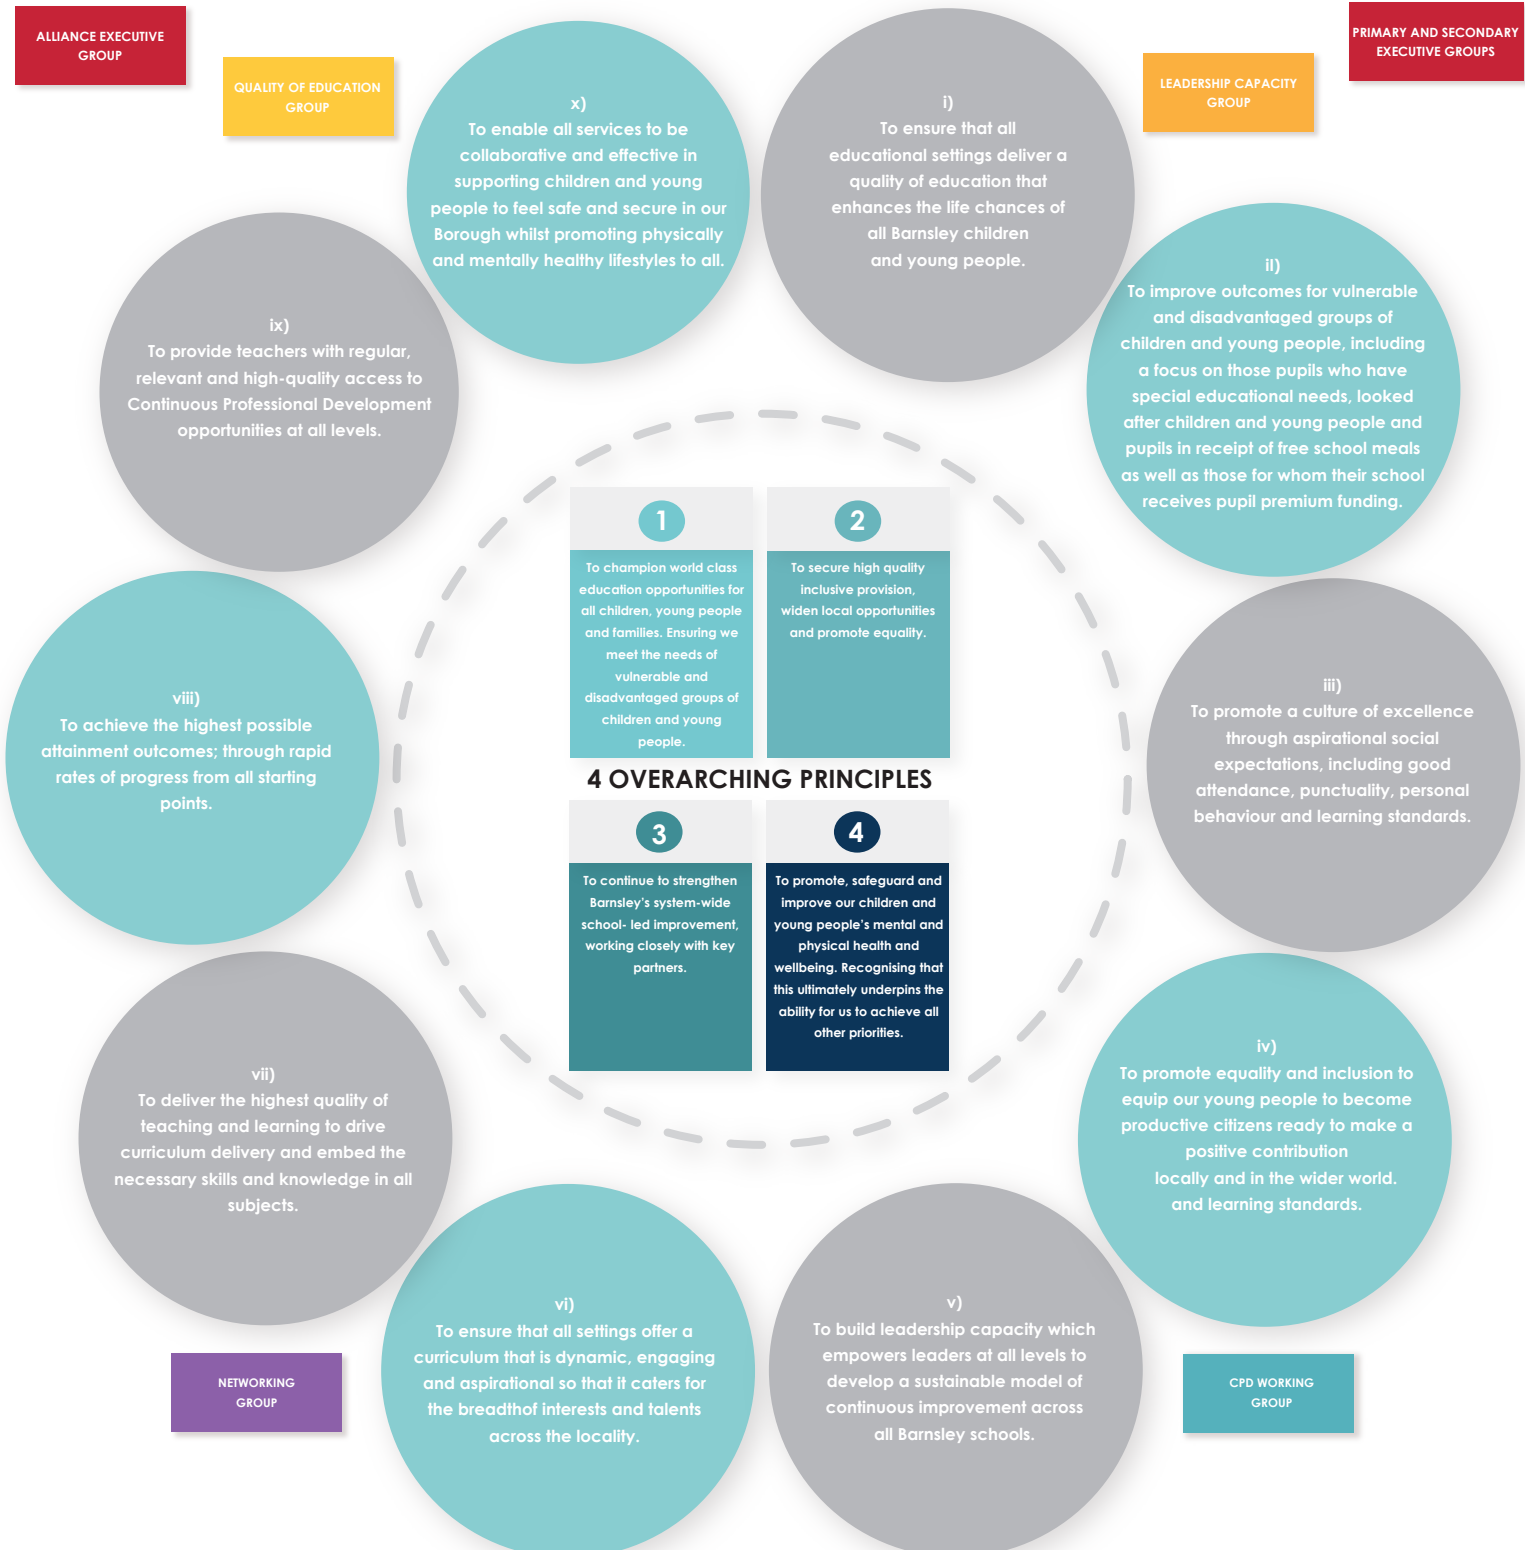 ALLIANCE EXECUTIVE
GROUP
QUALITY OF EDUCATION
GROUP
LEADERSHIP CAPACITY
GROUP
PRIMARY AND SECONDARY
EXECUTIVE GROUPS
x)
To enable all services to be
collaborative and effective in
supporting children and young
people to feel safe and secure in our
Borough whilst promoting physically
and mentally healthy lifestyles to all.
i)
To ensure that all
educational settings deliver a
quality of education that
enhances the life chances of
all Barnsley children
and young people.
iI)
To improve outcomes for vulnerable
and disadvantaged groups of
children and young people, including
a focus on those pupils who have
special educational needs, looked
after children and young people and
pupils in receipt of free school meals
as well as those for whom their school
receives pupil premium funding.
ix)
To provide teachers with regular,
relevant and high-quality access to
Continuous Professional Development
opportunities at all levels.
1
To champion world class
education opportunities for
all children, young people
and families. Ensuring we
meet the needs of
vulnerable and
disadvantaged groups of
children and young
people.
2
To secure high quality
inclusive provision,
widen local opportunities
and promote equality.
4 OVERARCHING PRINCIPLES
3
To continue to strengthen
Barnsley's system-wide
school- led improvement,
working closely with key
partners.
4
To promote, safeguard and
improve our children and
young people's mental and
physical health and
wellbeing. Recognising that
this ultimately underpins the
ability for us to achieve all
other priorities.
iii)
To promote a culture of excellence
through aspirational social
expectations, including good
attendance, punctuality, personal
behaviour and learning standards.
viii)
To achieve the highest possible
attainment outcomes; through rapid
rates of progress from all starting
points.
iv)
To promote equality and inclusion to
equip our young people to become
productive citizens ready to make a
positive contribution
locally and in the wider world.
and learning standards.
vii)
To deliver the highest quality of
teaching and learning to drive
curriculum delivery and embed the
necessary skills and knowledge in all
subjects.
vi)
To ensure that all settings offer a
curriculum that is dynamic, engaging
and aspirational so that it caters for
the breadthof interests and talents
across the locality.
v)
To build leadership capacity which
empowers leaders at all levels to
develop a sustainable model of
continuous improvement across
all Barnsley schools.
NETWORKING
GROUP
CPD WORKING
GROUP